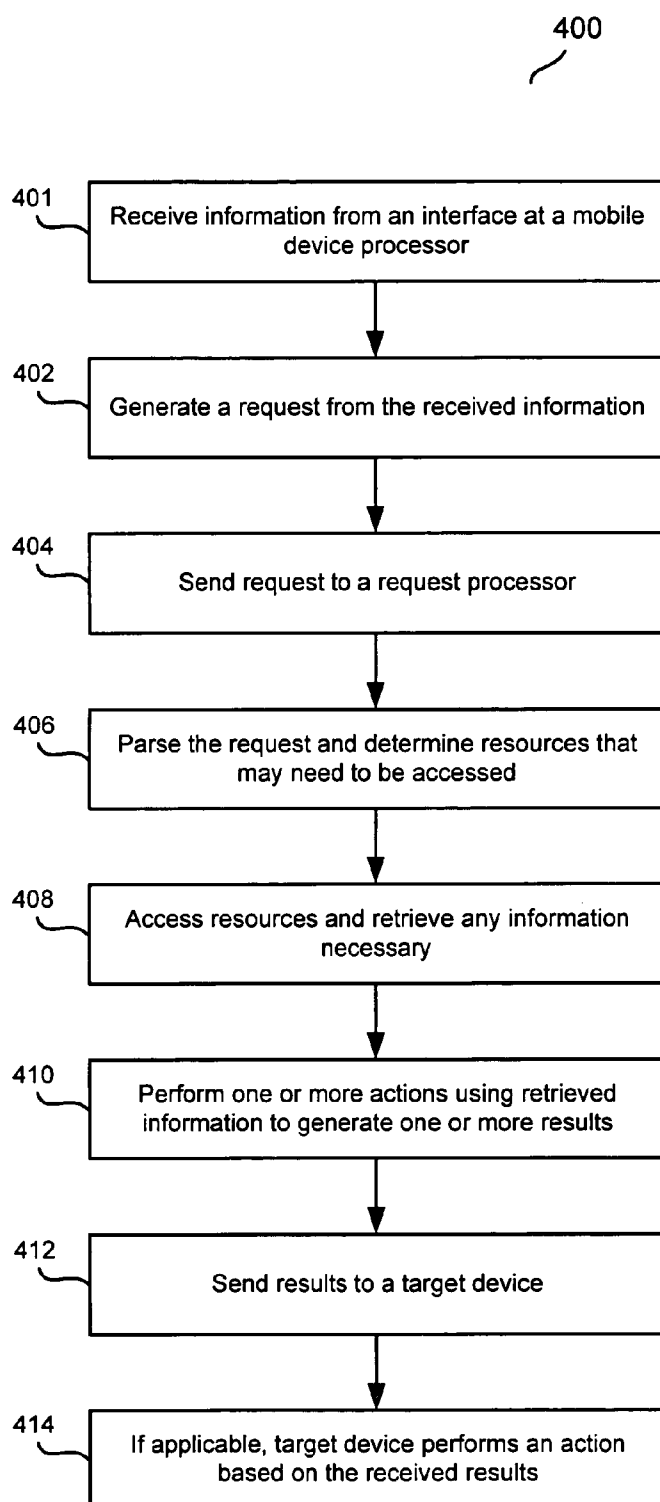 400
401
Receive information from an interface at a mobile
device processor
402
Generate a request from the received information
404
Send request to a request processor
406
Parse the request and determine resources that
may need to be accessed
408
Access resources and retrieve any information
necessary
410
Perform one or more actions using retrieved
information to generate one or more results
412
Send results to a target device
414
If applicable, target device performs an action
based on the received results